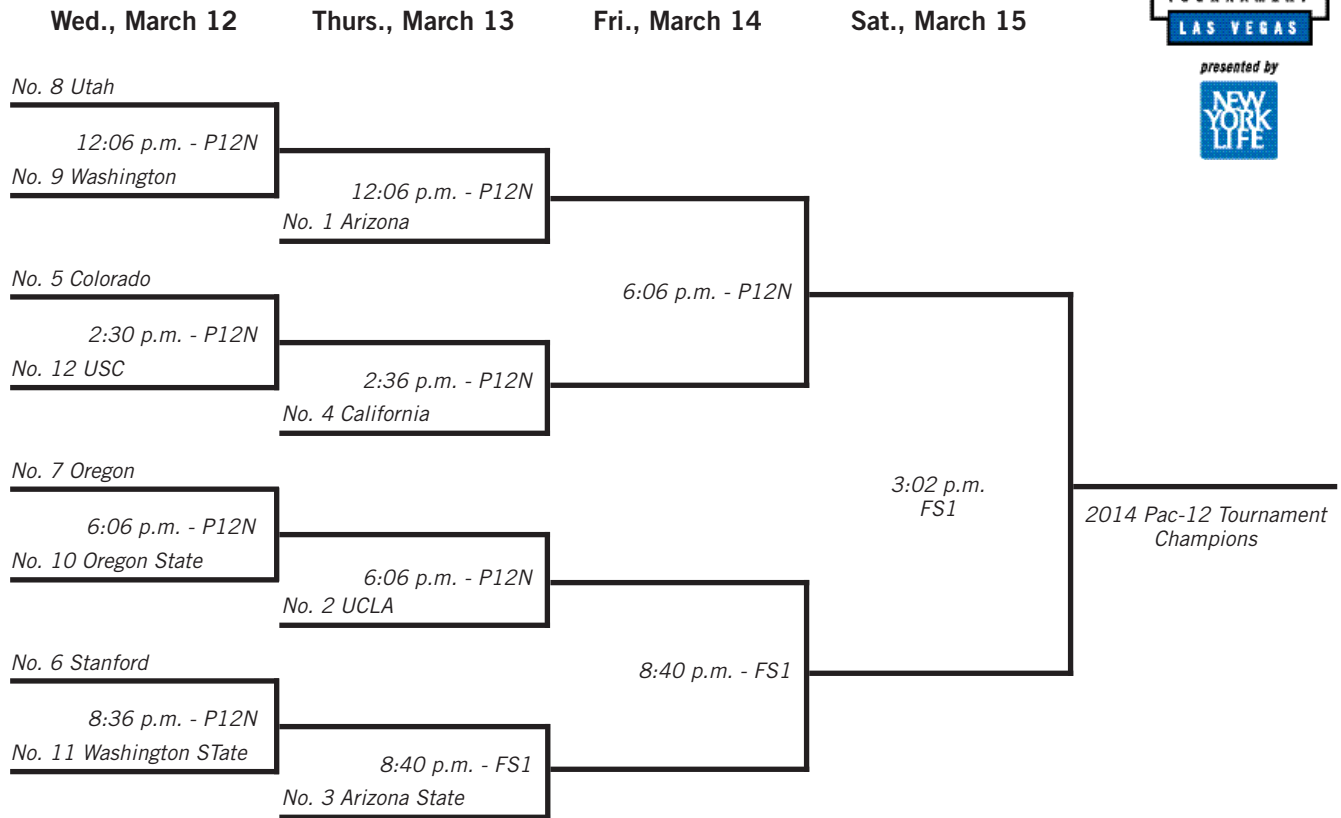 Wed., March 12
Thurs., March 13
Fri., March 14
Sat., March 15
LAS VEGAS
presented by
NEW
YORK
LIFE
No. 8 Utah
12:06 p.m. - P12N
No. 9 Washington
12:06 p.m. - P12N
No. 1 Arizona
No. 5 Colorado
6:06 p.m. - P12N
2:30 p.m. - P12N
No. 12 USC
2:36 p.m. - P12N
No. 4 California
No. 7 Oregon
3:02 p.m.
FS1
2014 Pac-12 Tournament
Champions
6:06 p.m. - P12N
No. 10 Oregon State
6:06 p.m. - P12N
No. 2 UCLA
No. 6 Stanford
8:40 p.m. - FS1
8:36 p.m. - P12N
No. 11 Washington STate
8:40 p.m. - FS1
No. 3 Arizona State